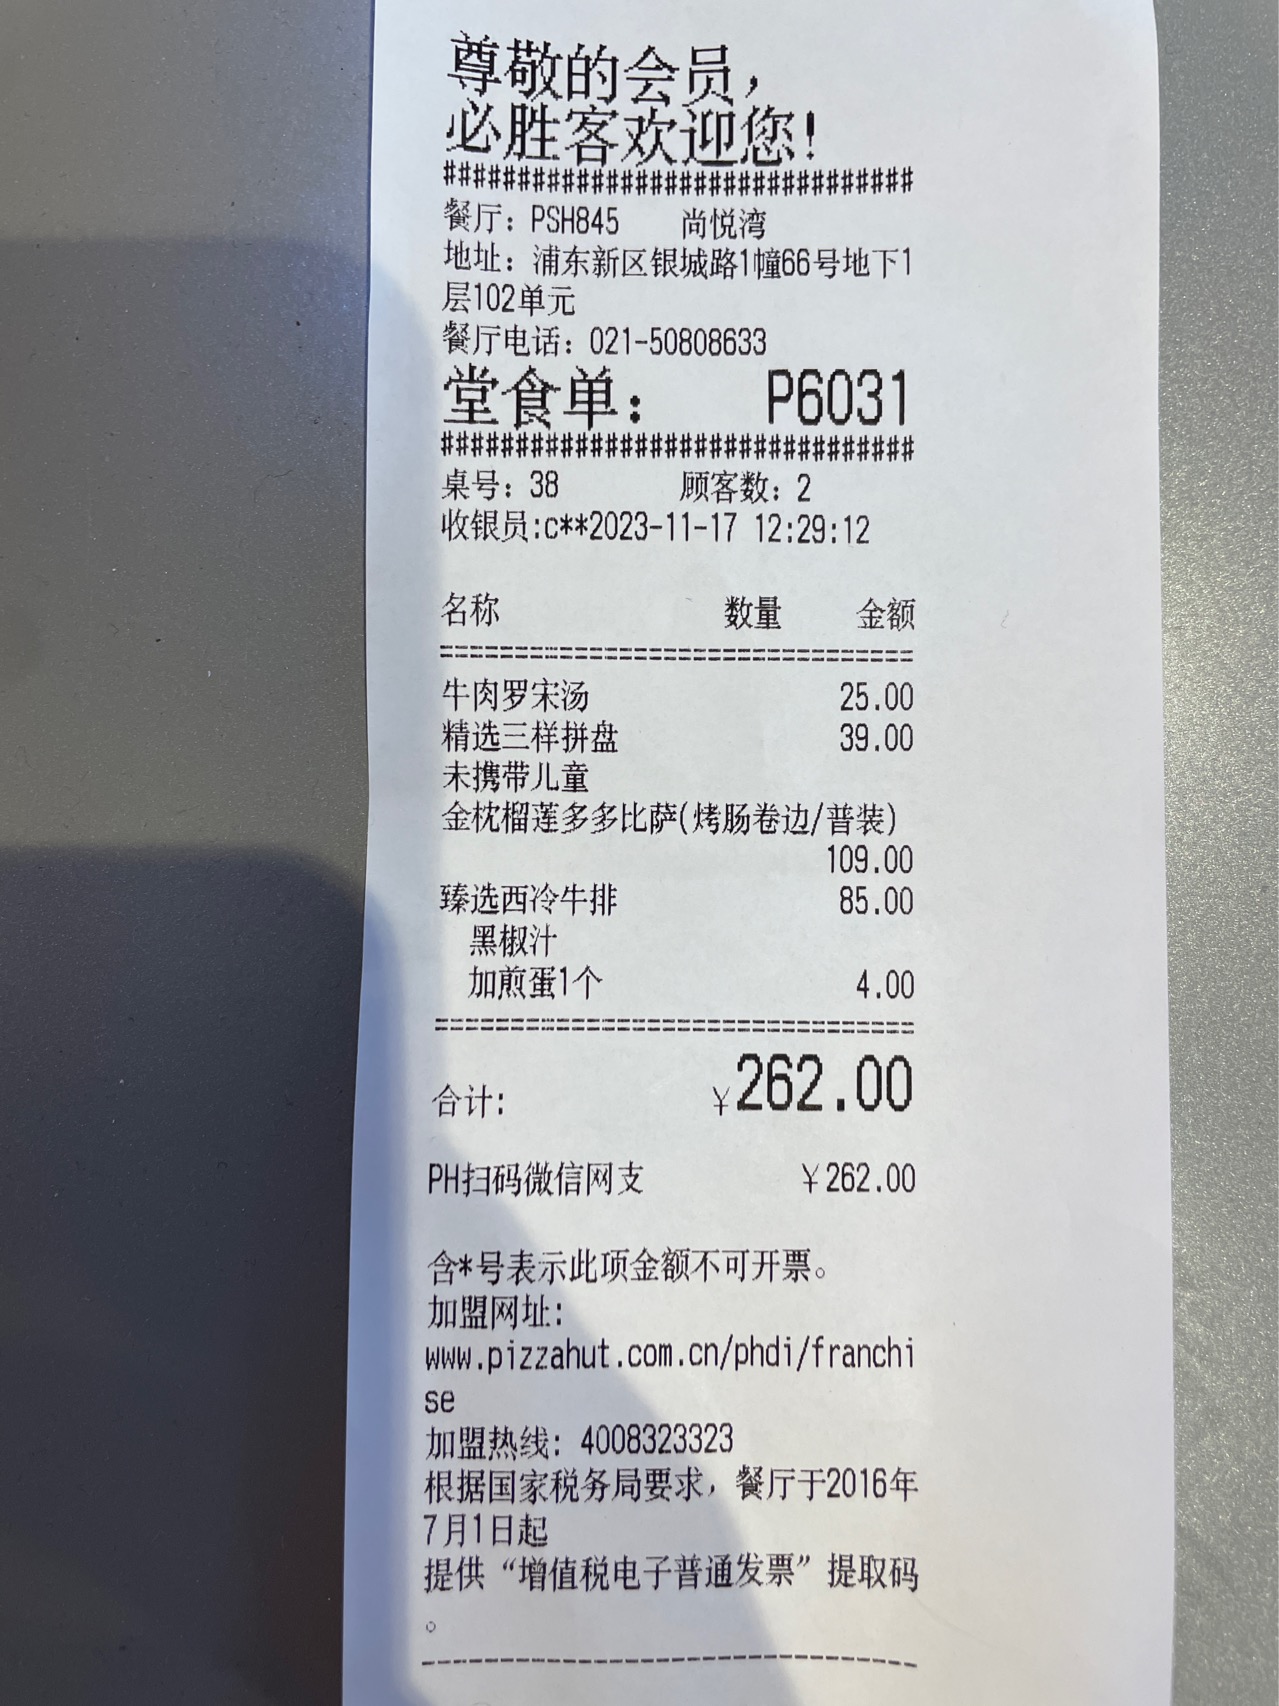 尊敬的会员，
必胜客欢迎您!
################################
餐厅: PSH845 尚悦湾
地址: 浦东新区银城路1幢66号地下1
层102单元
餐厅电话: 021-50808633
堂食单: P6031
################################
桌号: 38 顾客数: 2
收银员:c**2023-11-17 12:29:12
名称 数量 金额
================================
牛肉罗宋汤 25.00
精选三样拼盘 39.00
未携带儿童
金枕榴莲多多比萨(烤肠卷边/普装)
109.00
臻选西冷牛排 85.00
黑椒汁
加煎蛋1个 4.00
================================
合计: ￥262.00
PH扫码微信网支 ￥262.00
含*号表示此项金额不可开票。
加盟网址:
www.pizzahut.com.cn/phdi/franchi
se
加盟热线: 4008323323
根据国家税务局要求，餐厅于2016年
7月1日起
提供“增值税电子普通发票”提取码
。
--------------------------------